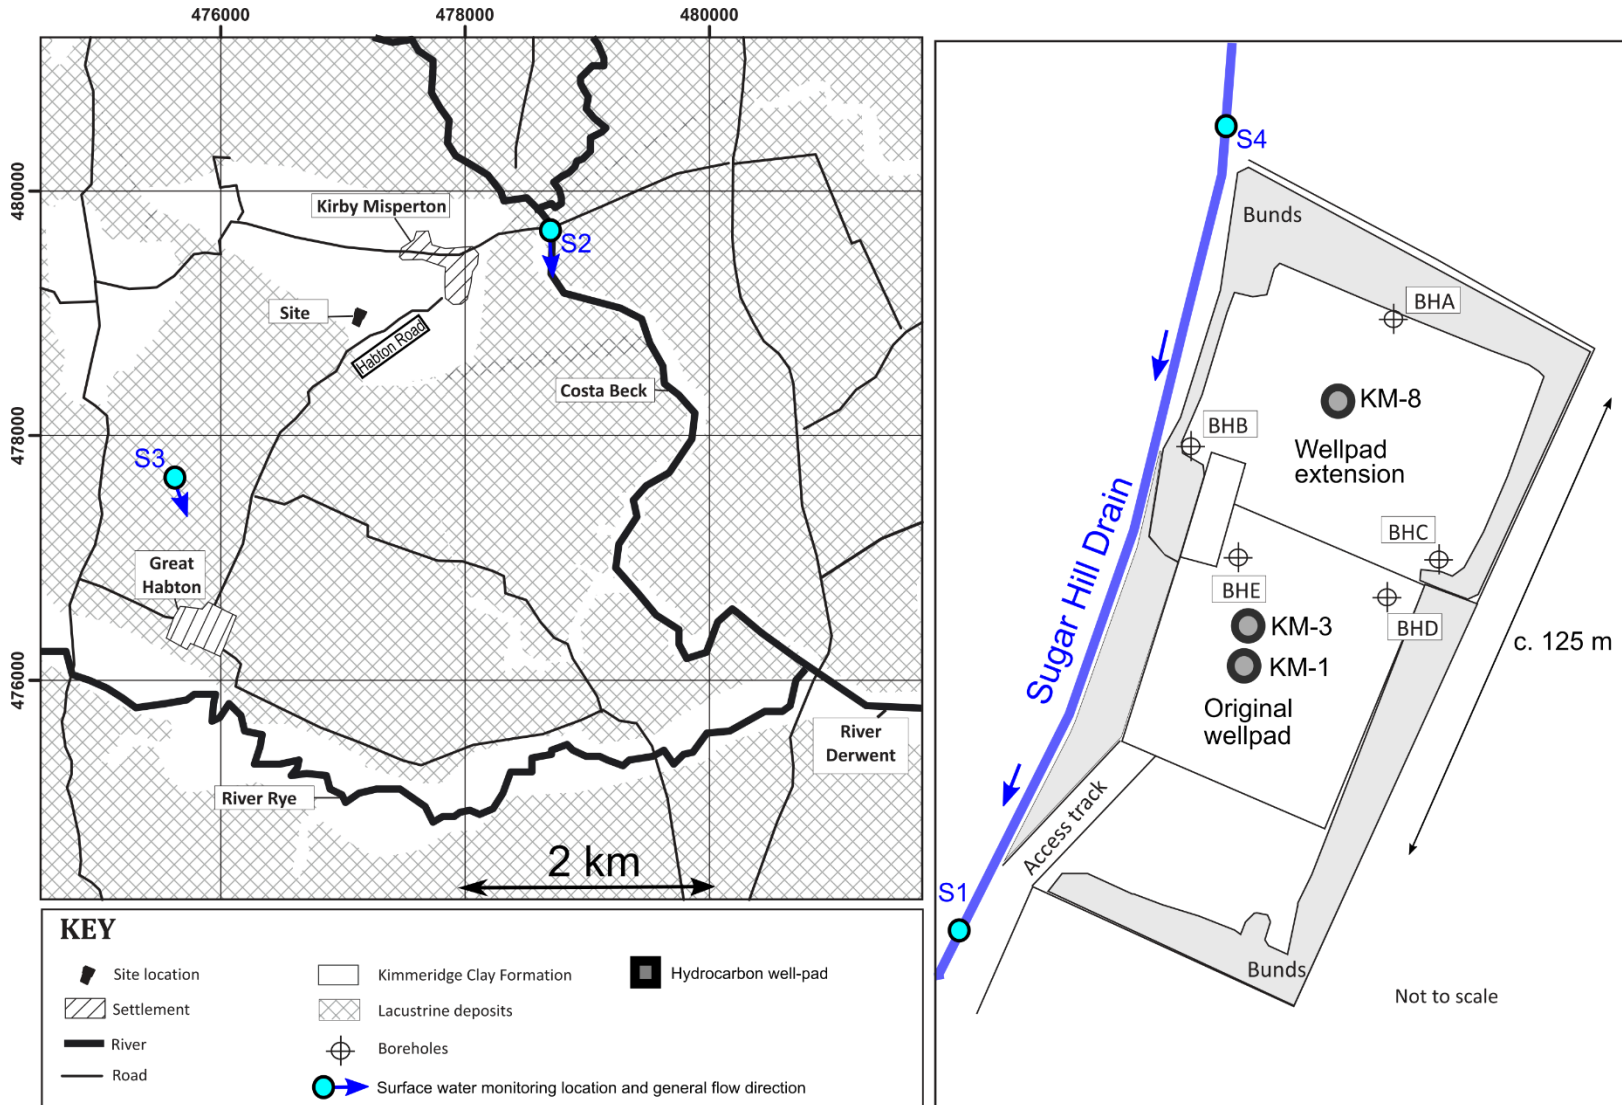 476000
478000
480000
480000
478000
476000
Kirby Misperton
S2
Site
Habton Road
Costa Beck
S3
Great
Habton
River
Derwent
River Rye
2 km
KEY
Site location
Settlement
River
Road
Kimmeridge Clay Formation
Lacustrine deposits
Boreholes
Surface water monitoring location and general flow direction
Hydrocarbon well-pad
S4
Bunds
BHA
KM-8
BHB
Wellpad
extension
Sugar Hill Drain
BHC
BHE
BHD
KM-3
KM-1
c. 125 m
Original
wellpad
Access track
S1
Bunds
Not to scale